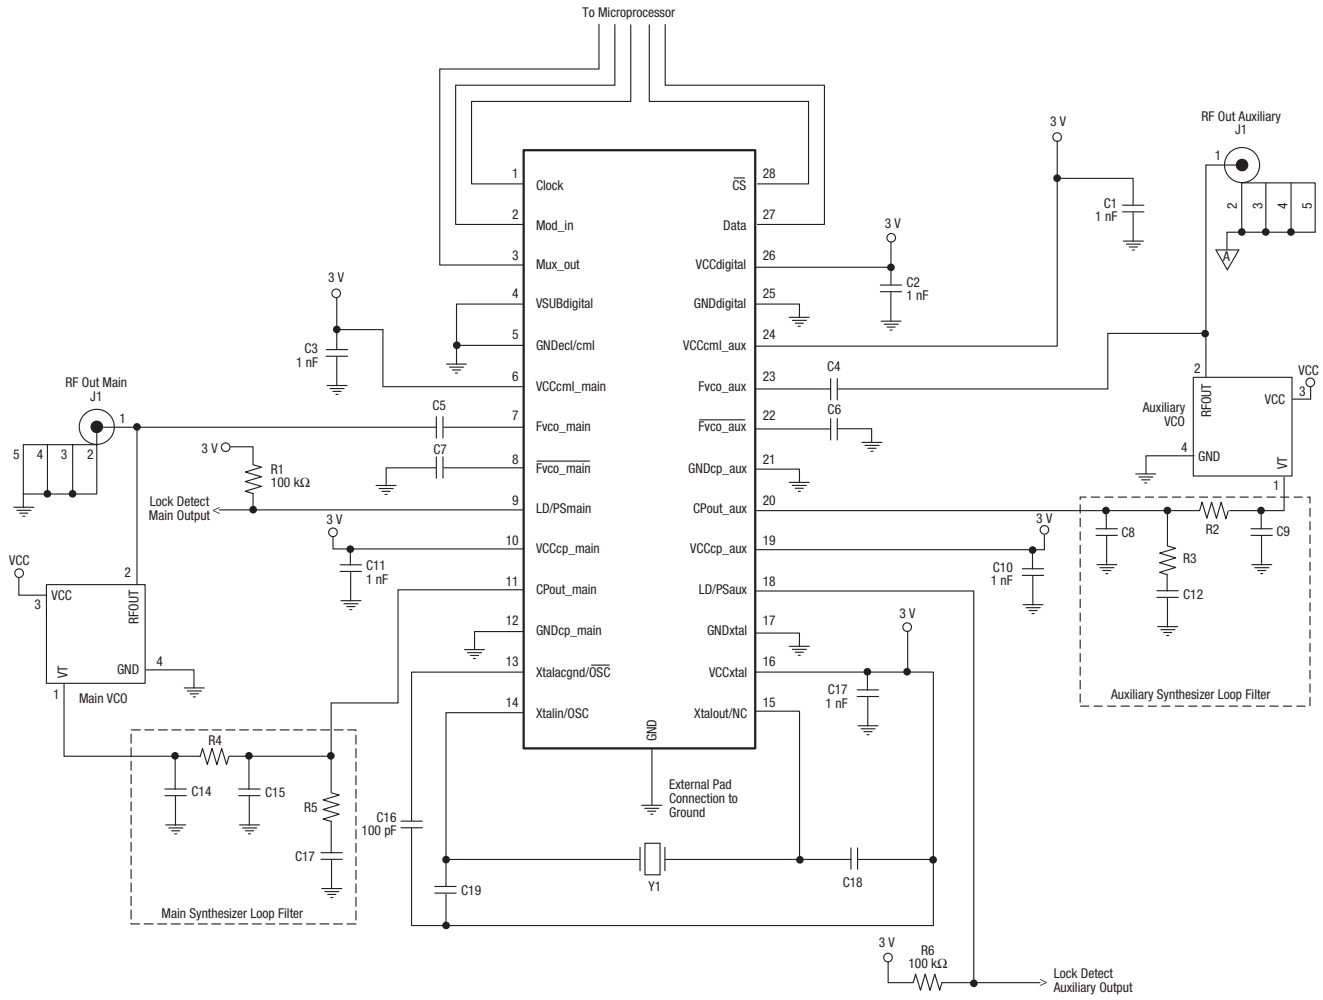 To Microprocessor
3 V
RF Out Auxiliary
J1
1
2
3
4
5
A
C1
1 nF
1
Clock
2
Mod_in
3
Mux_out
4
VSUBdigital
5
GNDecl/cml
6
VCCcml_main
7
Fvco_main
8
Fvco_main
9
LD/PSmain
10
VCCcp_main
11
CPout_main
12
GNDcp_main
13
Xtalacgnd/OSC
14
Xtalin/OSC
28
CS
27
Data
26
VCCdigital
25
GNDdigital
24
VCCcml_aux
23
Fvco_aux
22
Fvco_aux
21
GNDcp_aux
20
CPout_aux
19
VCCcp_aux
18
LD/PSaux
17
GNDxtal
16
VCCxtal
15
Xtalout/NC
GND
External Pad
Connection to
Ground
3 V
C2
1 nF
3 V
C3
1 nF
C4
C6
C5
C7
RF Out Main
J1
1
5
4
3
2
3 V
R1
100 kΩ
Lock Detect
Main Output
3 V
C11
1 nF
VCC
3
VCC
2
RFOUT
GND
4
VT
1
Main VCO
R4
C14
C15
R5
C17
Main Synthesizer Loop Filter
C16
100 pF
C19
Y1
C18
3 V
C17
1 nF
3 V
C10
1 nF
2
RFOUT
VCC
VCC
3
Auxiliary
VCO
4
GND
VT
1
C8
R2
C9
R3
C12
Auxiliary Synthesizer Loop Filter
3 V
R6
100 kΩ
Lock Detect
Auxiliary Output